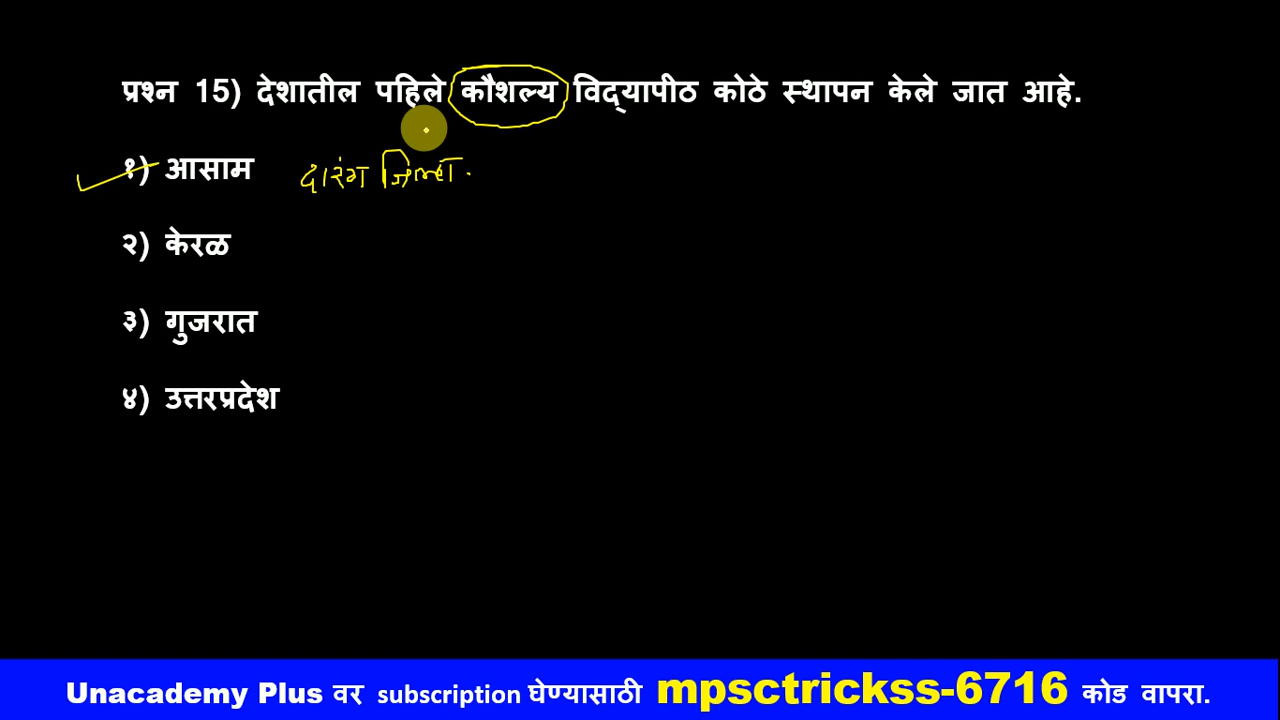 प्रश्न 15) देशातील पहिले कौशल्य विद्यापीठ कोठे स्थापन केले जात आहे.
१) आसाम दारंग जिल्हा.
२) केरळ
३) गुजरात
४) उत्तरप्रदेश
Unacademy Plus वर subscription घेण्यासाठी mpsctrickss-6716 कोड वापरा.